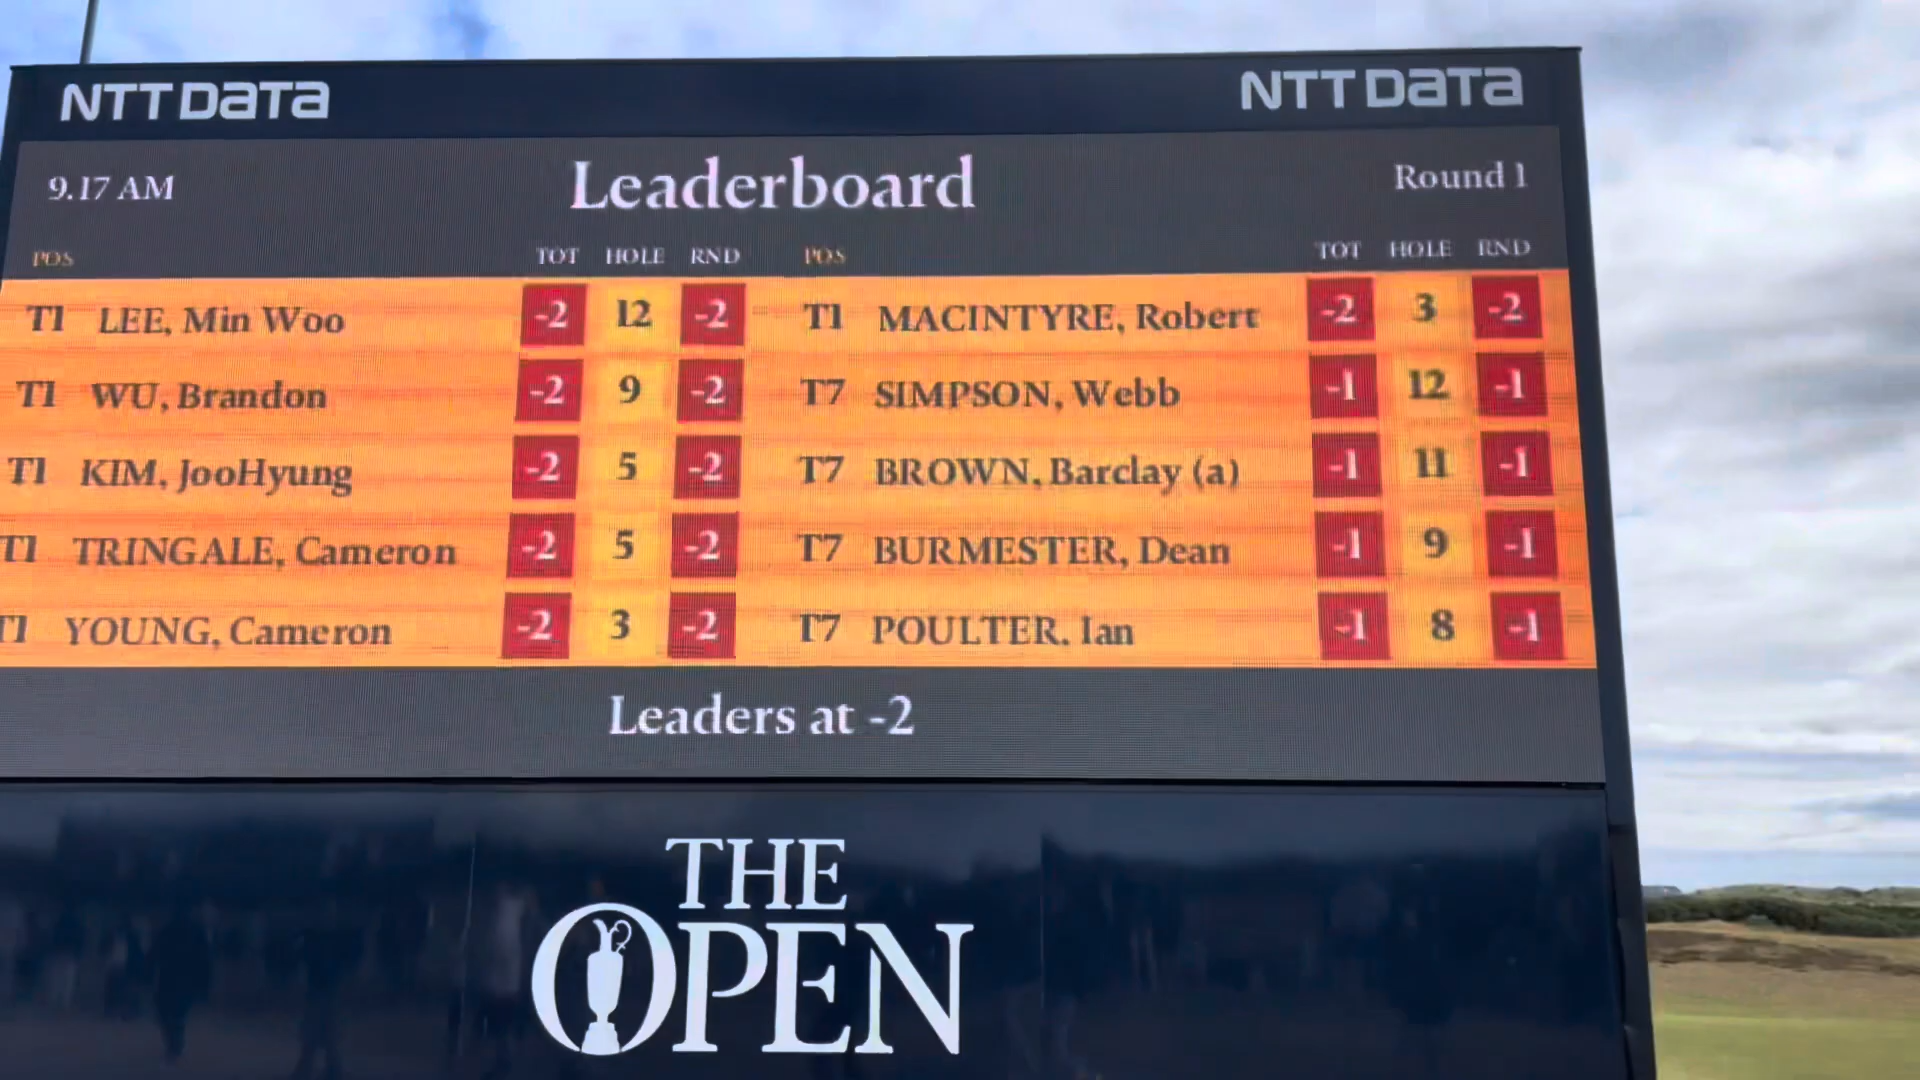 NTT DATA NTT DATA
9.17 AM Leaderboard Round 1
POS TOT HOLE RND POS TOT HOLE RND
T1 LEE, Min Woo -2 12 -2 T1 MACINTYRE, Robert -2 3 -2
T1 WU, Brandon -2 9 -2 T7 SIMPSON, Webb -1 12 -1
T1 KIM, JooHyung -2 5 -2 T7 BROWN, Barclay (a) -1 11 -1
T1 TRINGALE, Cameron -2 5 -2 T7 BURMESTER, Dean -1 9 -1
T1 YOUNG, Cameron -2 3 -2 T7 POULTER, Ian -1 8 -1
Leaders at -2
THE
OPEN